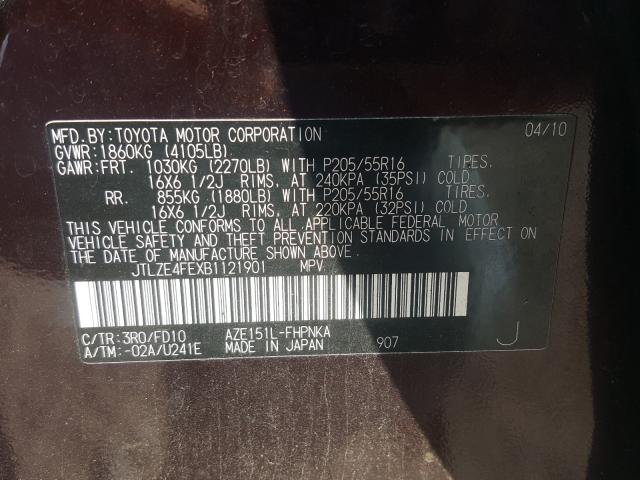 MFD.BY:TOYOTA MOTOR CORPORATION 04/10
GVWR:1860KG (4105LB)
GAWR:FRT. 1030KG (2270LB) WITH P205/55R16 TIRES,
16X6 1/2J RIMS, AT 240KPA (35PSI) COLD
RR. 855KG (1880LB) WITH P205/55R16 TIRES,
16X6 1/2J RIMS, AT 220KPA (32PSI) COLD
THIS VEHICLE CONFORMS TO ALL APPLICABLE FEDERAL MOTOR
VEHICLE SAFETY AND THEFT PREVENTION STANDARDS IN EFFECT ON
THE DATE OF MANUFACTURE SHOWN ABOVE.
JTLZE4FEXB1121901 MPV
C/TR:3R0/FD10 AZE151L-FHPNKA
A/TM:-02A/U241E MADE IN JAPAN 907 J